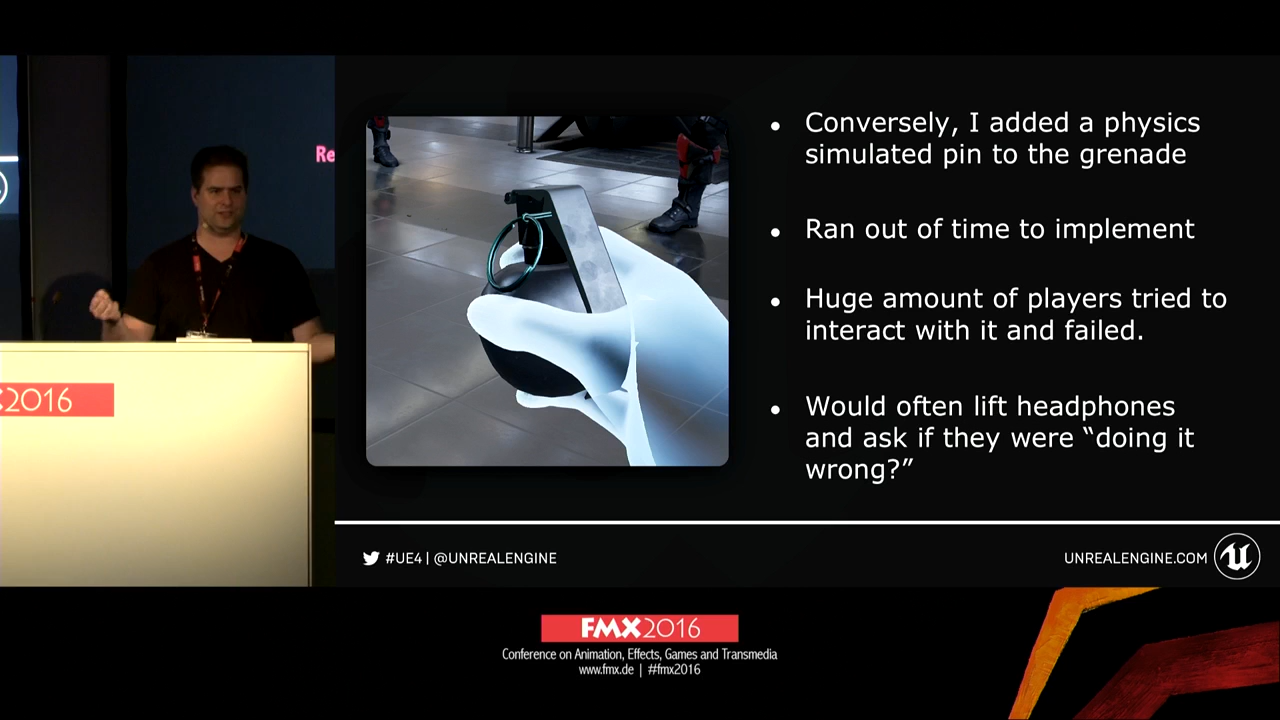 Re
X2016
Conversely, I added a physics
simulated pin to the grenade
Ran out of time to implement
Huge amount of players tried to
interact with it and failed.
Would often lift headphones
and ask if they were “doing it
wrong?”
#UE4 | @UNREALENGINE
UNREALENGINE.COM
FMX2016
Conference on Animation, Effects, Games and Transmedia
www.fmx.de | #fmx2016